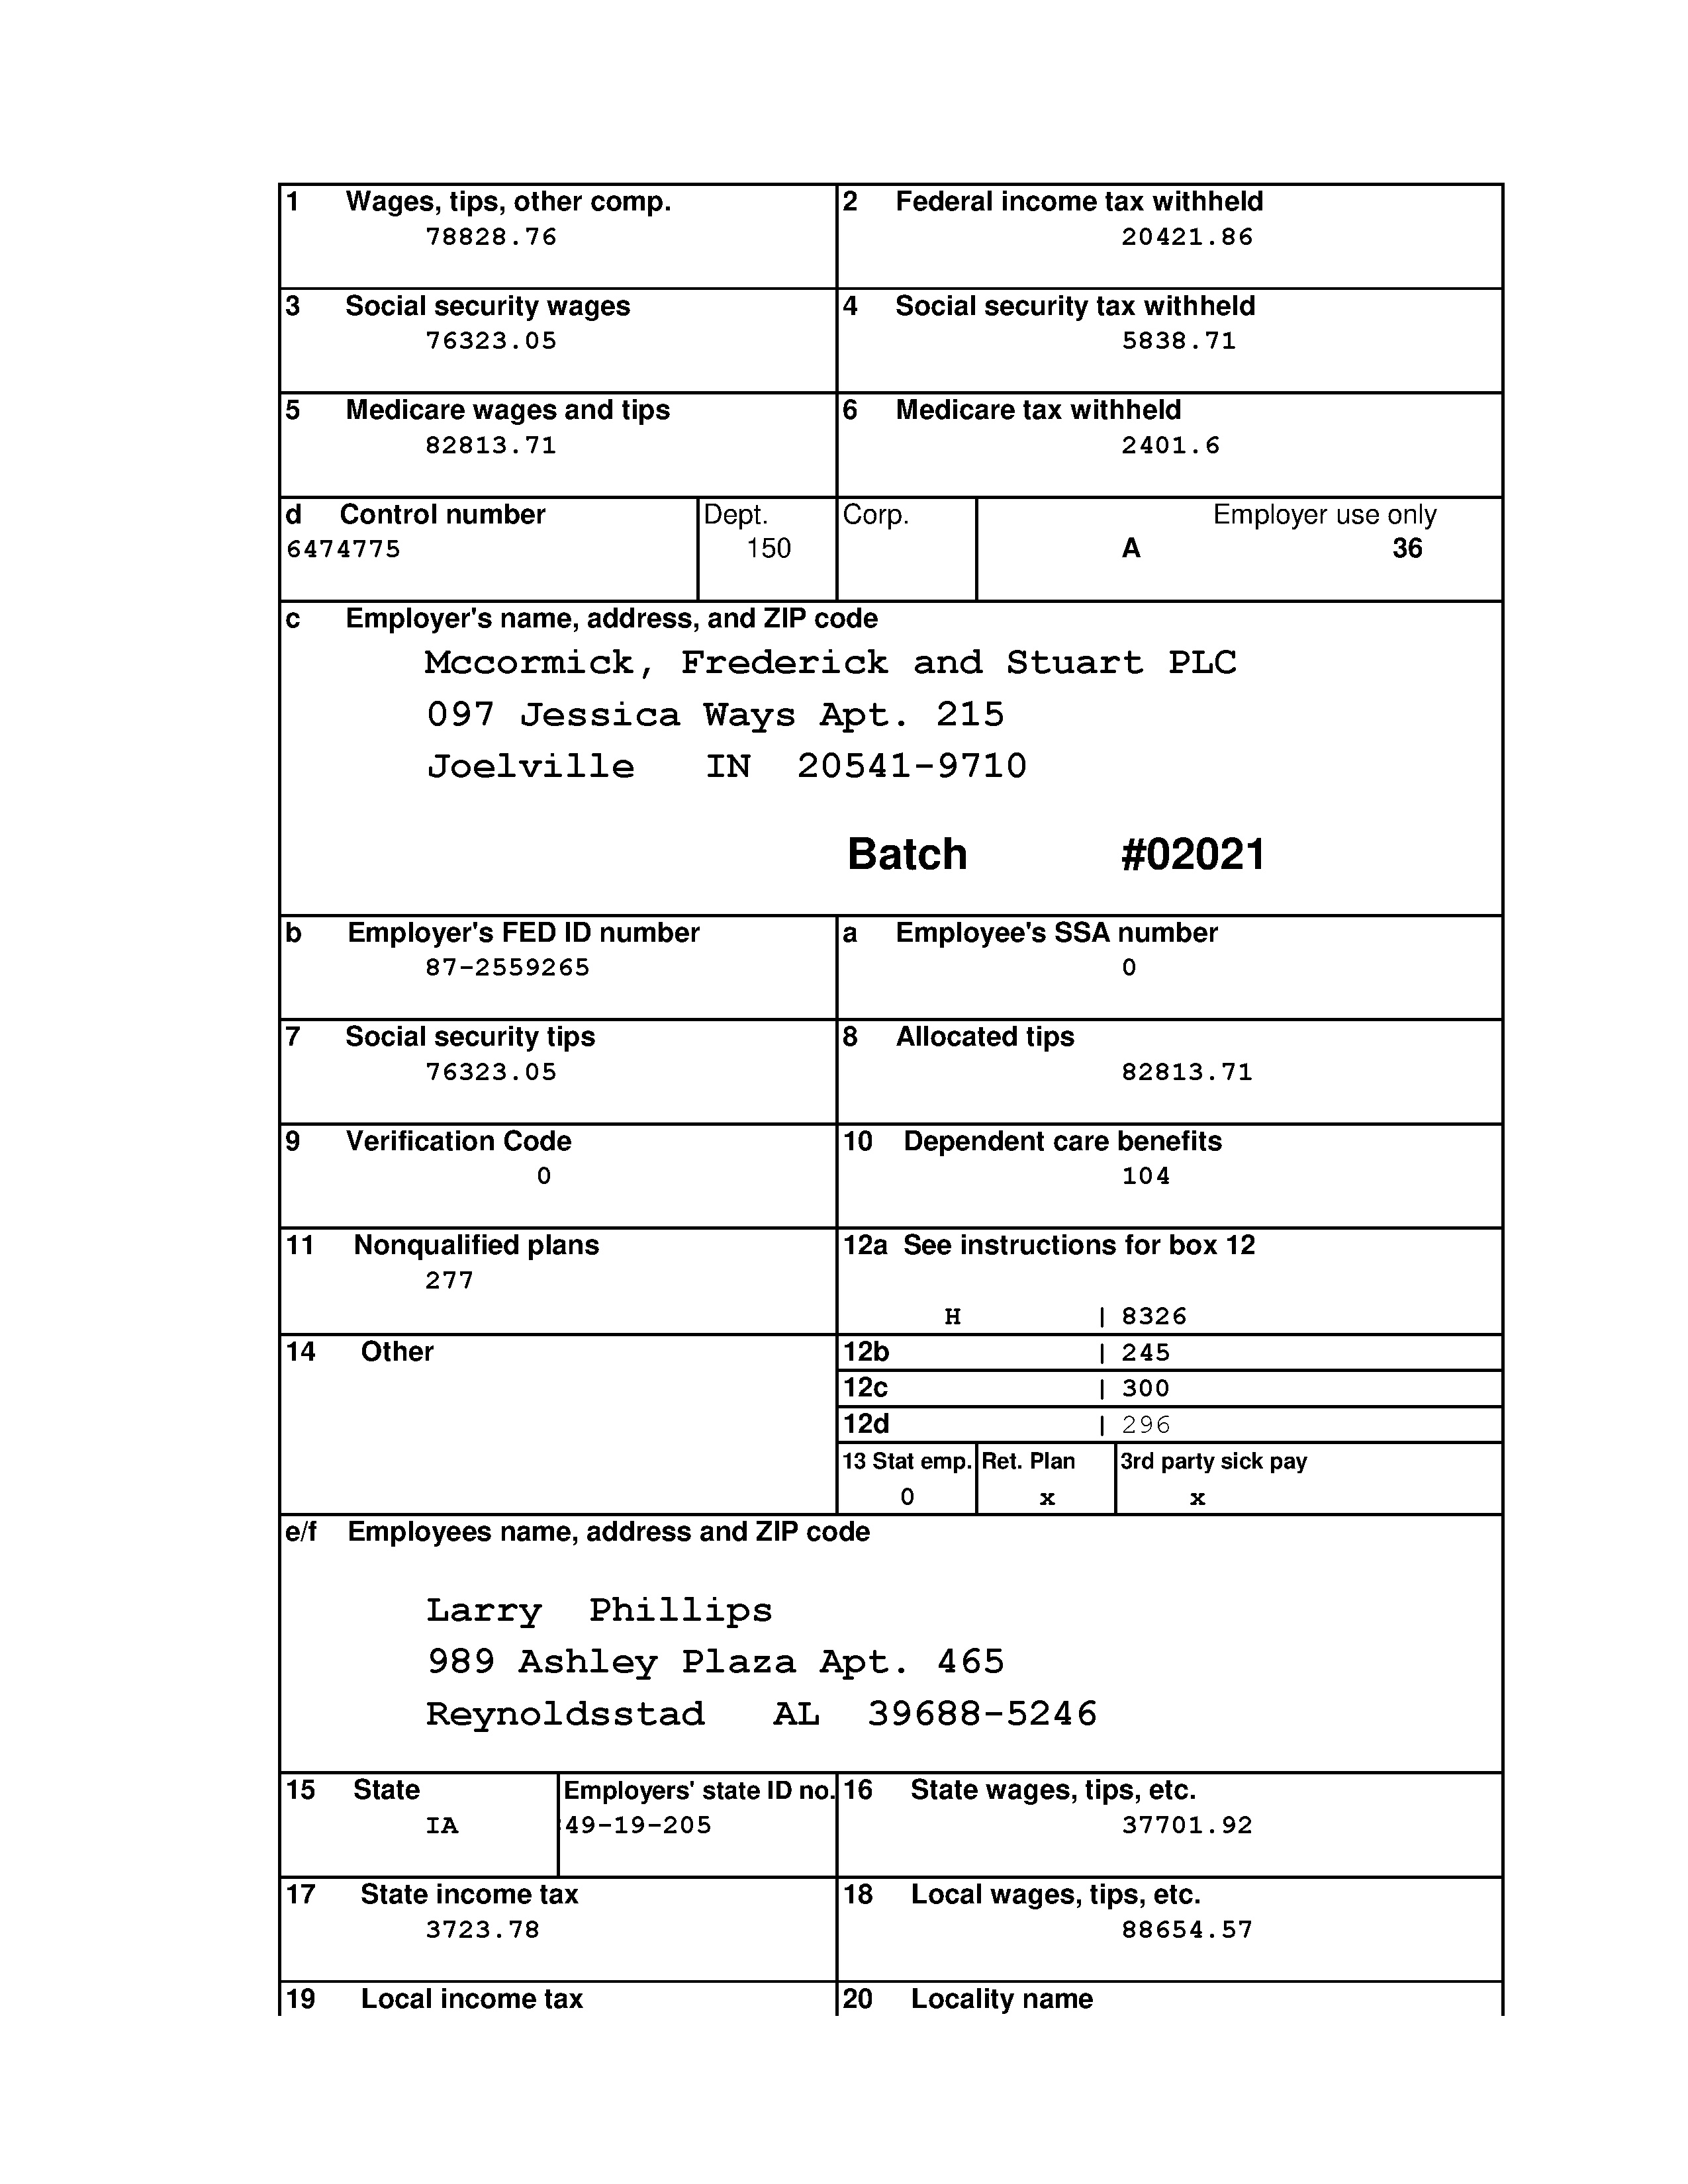 1 Wages, tips, other comp. 2 Federal income tax withheld
78828.76 20421.86
3 Social security wages 4 Social security tax withheld
76323.05 5838.71
5 Medicare wages and tips 6 Medicare tax withheld
82813.71 2401.6
d Control number Dept. Corp. Employer use only
6474775 150 A 36
c Employer's name, address, and ZIP code
Mccormick, Frederick and Stuart PLC
097 Jessica Ways Apt. 215
Joelville IN 20541-9710
Batch #02021
b Employer's FED ID number a Employee's SSA number
87-2559265 0
7 Social security tips 8 Allocated tips
76323.05 82813.71
9 Verification Code 10 Dependent care benefits
0 104
11 Nonqualified plans 12a See instructions for box 12
277
H | 8326
14 Other 12b | 245
12c | 300
12d | 296
13 Stat emp. Ret. Plan 3rd party sick pay
0 x x
e/f Employees name, address and ZIP code
Larry Phillips
989 Ashley Plaza Apt. 465
Reynoldsstad AL 39688-5246
15 State Employers' state ID no. 16 State wages, tips, etc.
IA 49-19-205 37701.92
17 State income tax 18 Local wages, tips, etc.
3723.78 88654.57
19 Local income tax 20 Locality name